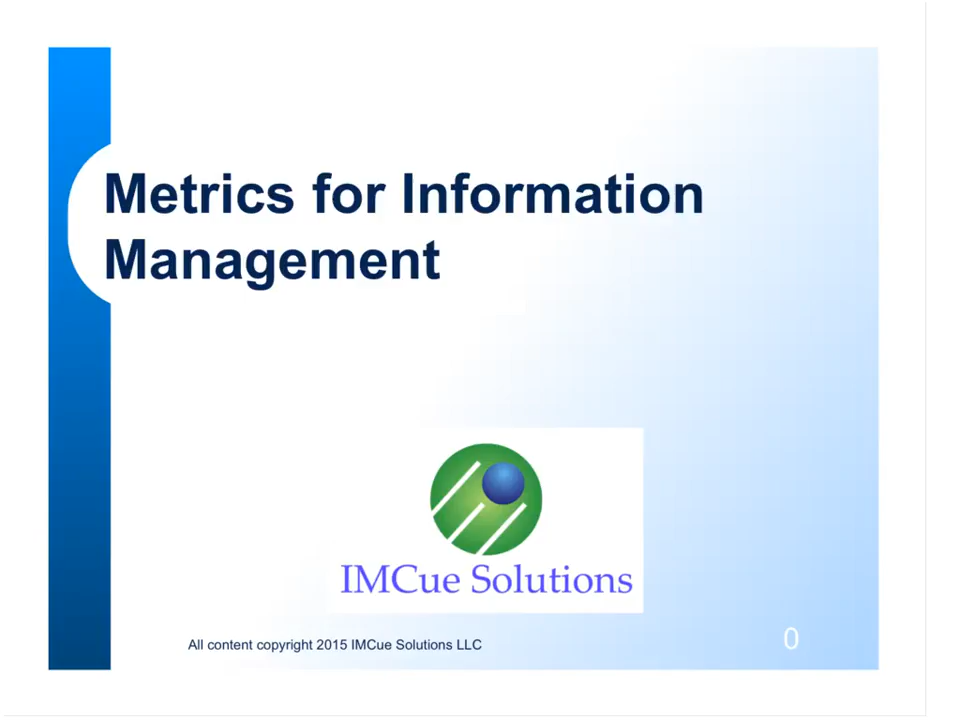 Metrics for Information
Management
IMCue Solutions
All content copyright 2015 IMCue Solutions LLC
0